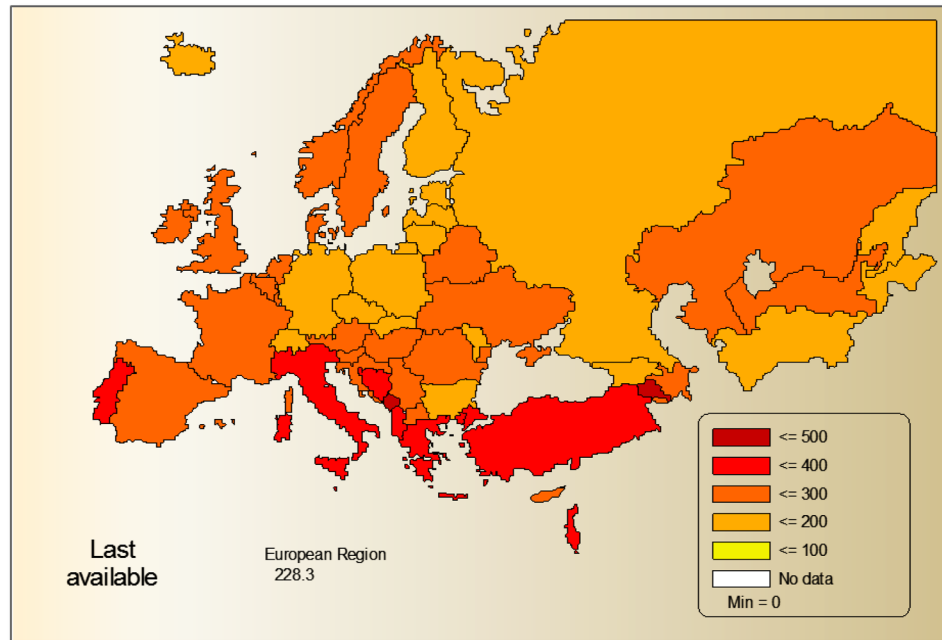 Last
available
European Region
228.3
<= 500
<= 400
<= 300
<= 200
<= 100
No data
Min = 0